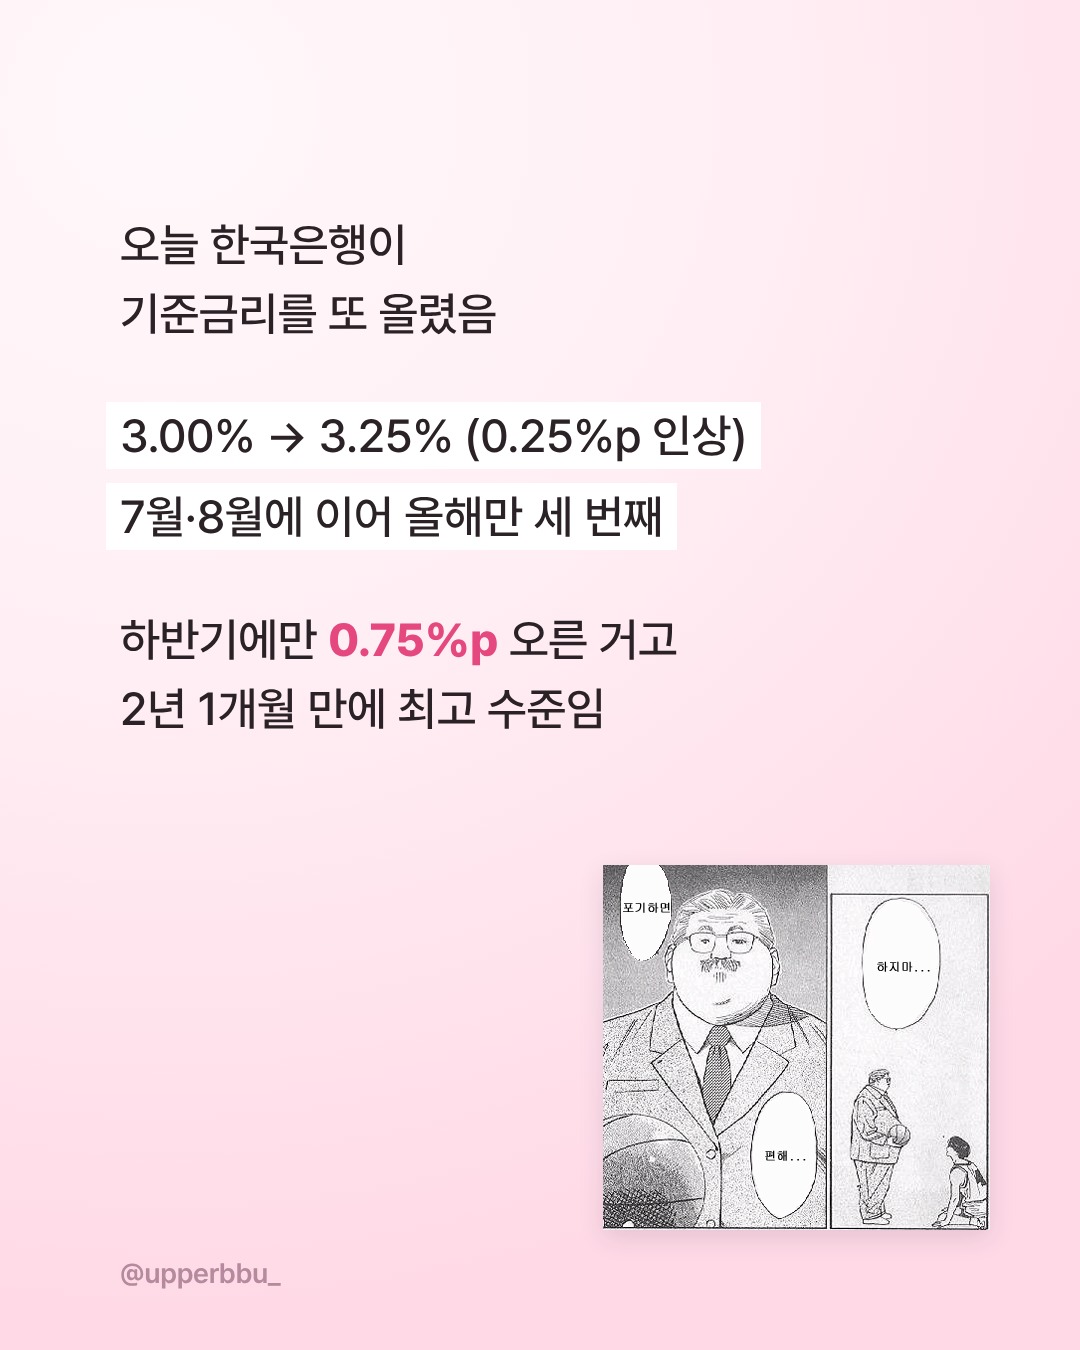 오늘 한국은행이
기준금리를 또 올렸음
3.00% → 3.25% (0.25%p 인상)
7월·8월에 이어 올해만 세 번째
하반기에만 0.75%p 오른 거고
2년 1개월 만에 최고 수준임
포기하면
편해...
하지마...
@upperbbu_